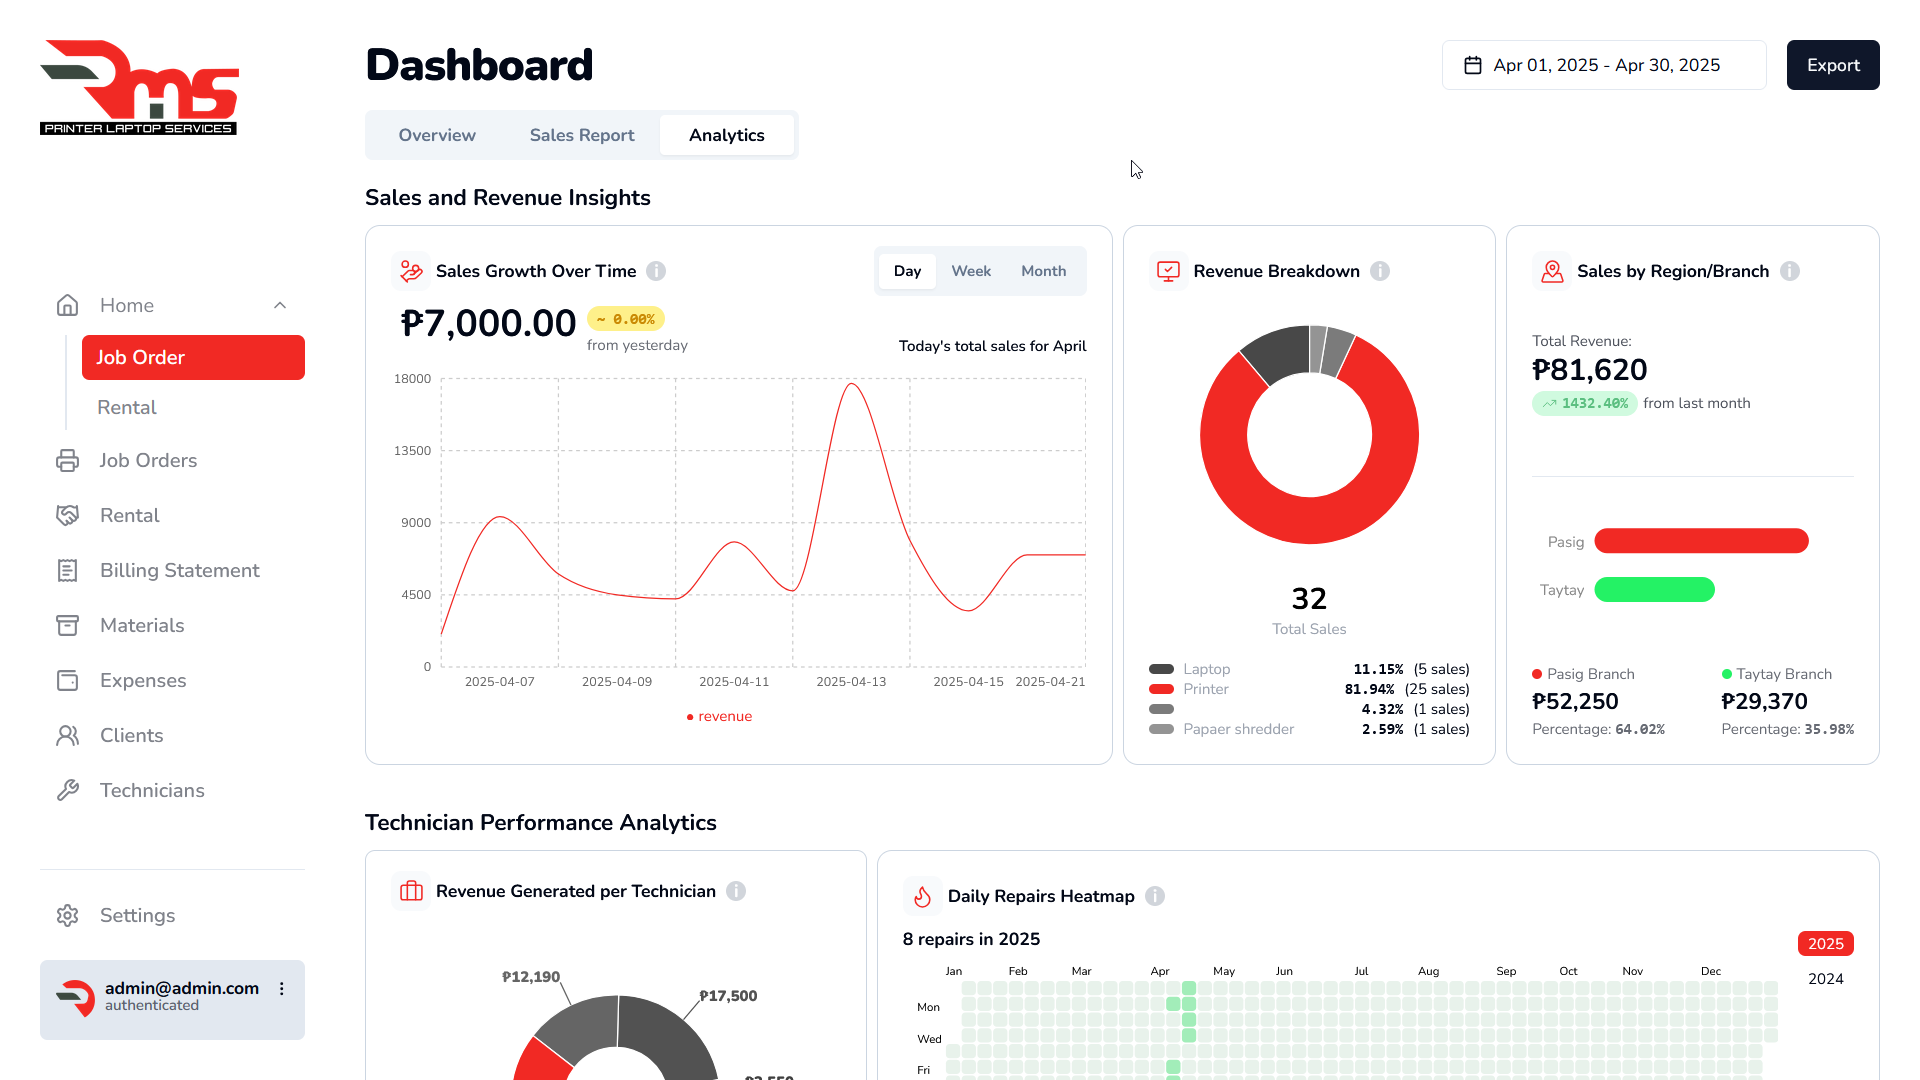 Rms
PRINTER LAPTOP SERVICES
Home
Job Order
Rental
Job Orders
Rental
Billing Statement
Materials
Expenses
Clients
Technicians
Settings
admin@admin.com
authenticated
Dashboard
Apr 01, 2025 - Apr 30, 2025
Export
Overview
Sales Report
Analytics
Sales and Revenue Insights
Sales Growth Over Time
Day
Week
Month
₱7,000.00
~ 0.00%
from yesterday
Today's total sales for April
18000
13500
9000
4500
0
2025-04-07
2025-04-09
2025-04-11
2025-04-13
2025-04-15
2025-04-21
revenue
Revenue Breakdown
32
Total Sales
Laptop 11.15% (5 sales)
Printer 81.94% (25 sales)
4.32% (1 sales)
Papaer shredder 2.59% (1 sales)
Sales by Region/Branch
Total Revenue:
₱81,620
1432.40% from last month
Pasig
Taytay
Pasig Branch
₱52,250
Percentage: 64.02%
Taytay Branch
₱29,370
Percentage: 35.98%
Technician Performance Analytics
Revenue Generated per Technician
₱12,190
₱17,500
Daily Repairs Heatmap
8 repairs in 2025
2025
2024
Jan Feb Mar Apr May Jun Jul Aug Sep Oct Nov Dec
Mon
Wed
Fri